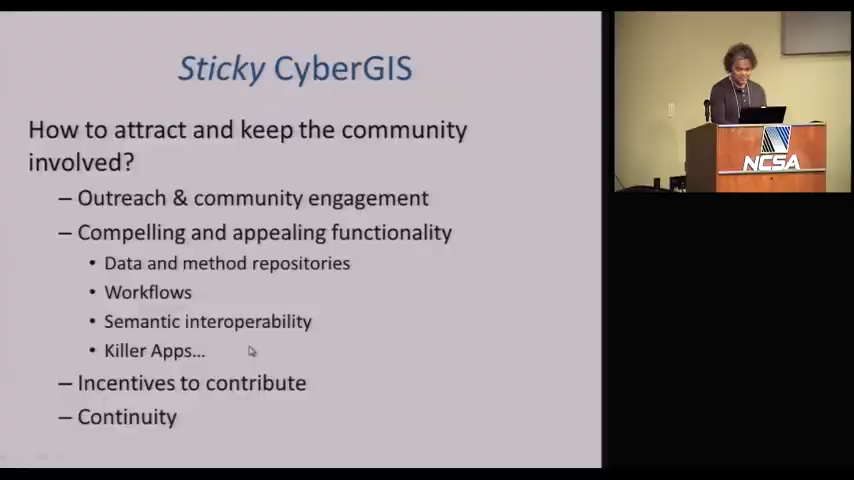 Sticky CyberGIS
How to attract and keep the community
involved?
– Outreach & community engagement
– Compelling and appealing functionality
• Data and method repositories
• Workflows
• Semantic interoperability
• Killer Apps...
– Incentives to contribute
– Continuity
NCSA